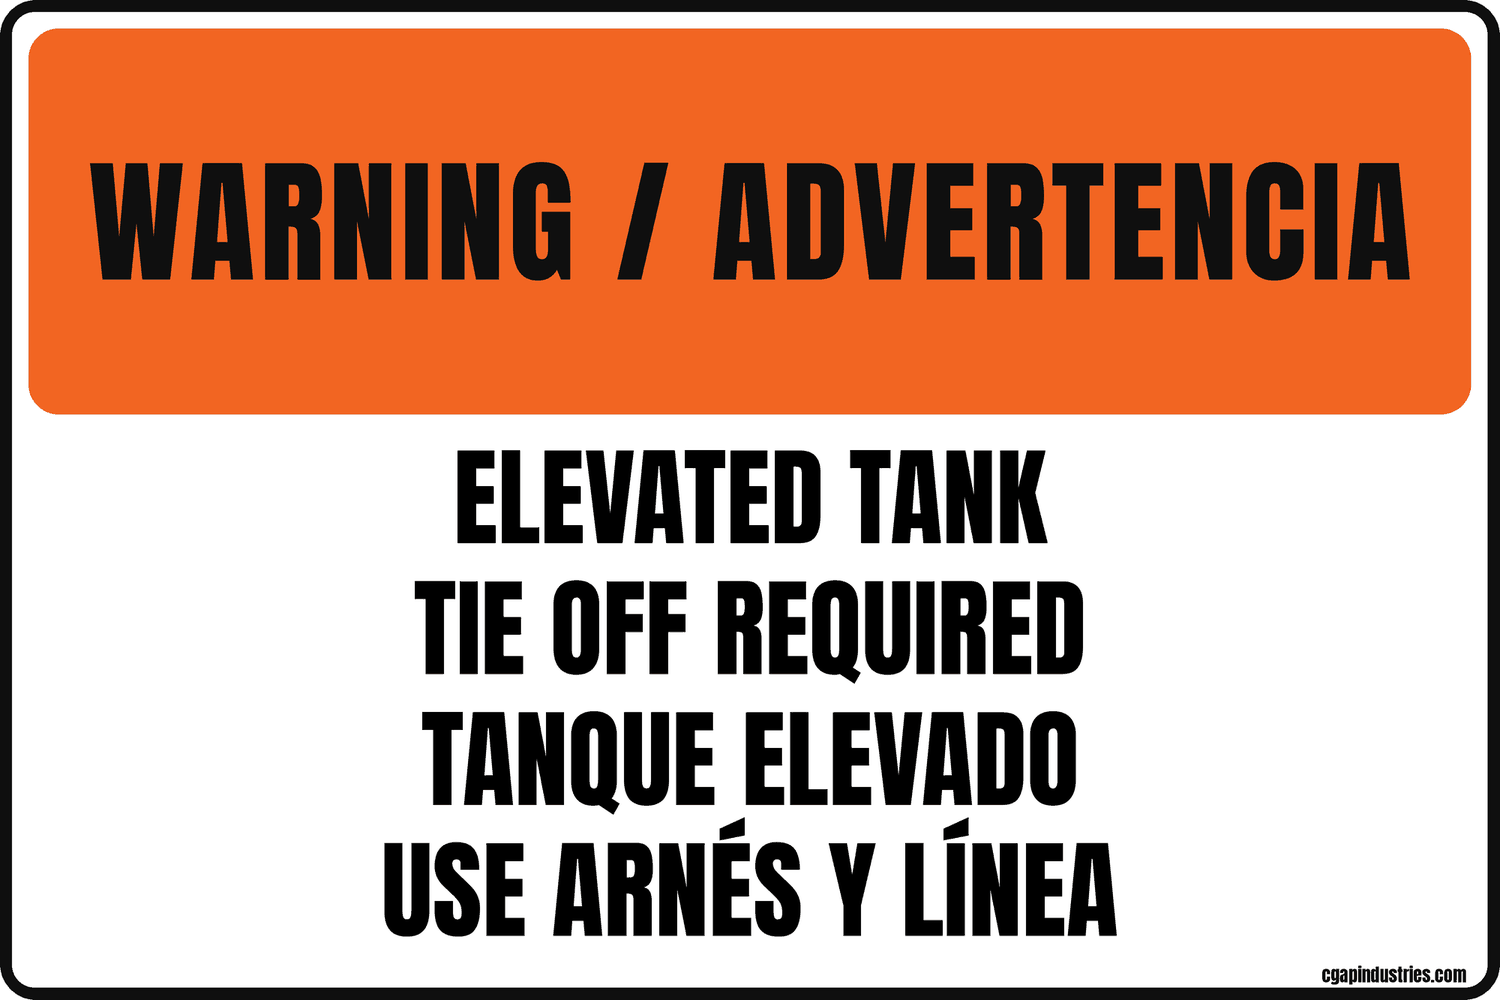 WARNING / ADVERTENCIA
ELEVATED TANK
TIE OFF REQUIRED
TANQUE ELEVADO
USE ARNÉS Y LÍNEA
cgapindustries.com